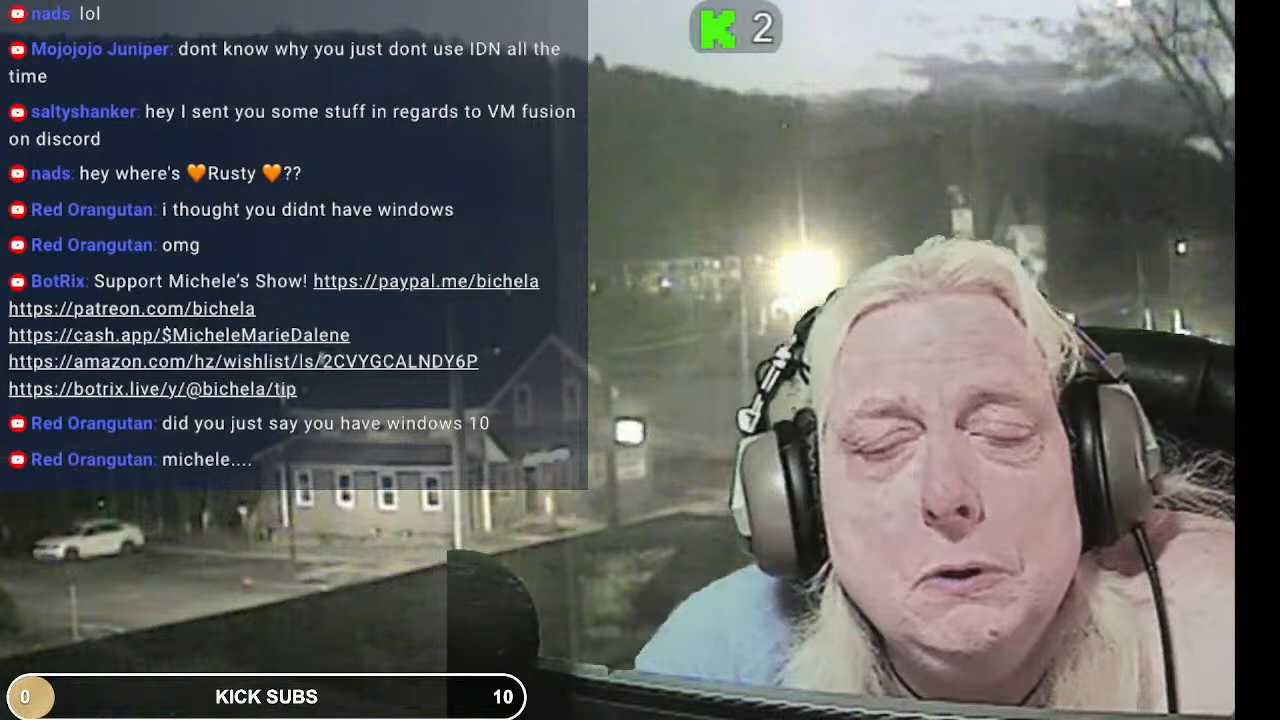 nads lol
Mojojojo Juniper: dont know why you just dont use IDN all the
time
saltyshanker: hey I sent you some stuff in regards to VM fusion
on discord
nads: hey where's 🧡Rusty 🧡??
Red Orangutan: i thought you didnt have windows
Red Orangutan: omg
BotRix: Support Michele's Show! https://paypal.me/bichela
https://patreon.com/bichela
https://cash.app/$MicheleMarieDalene
https://amazon.com/hz/wishlist/ls/2CVYGCALNDY6P
https://botrix.live/y/@bichela/tip
Red Orangutan: did you just say you have windows 10
Red Orangutan: michele....
K 2
0 KICK SUBS 10